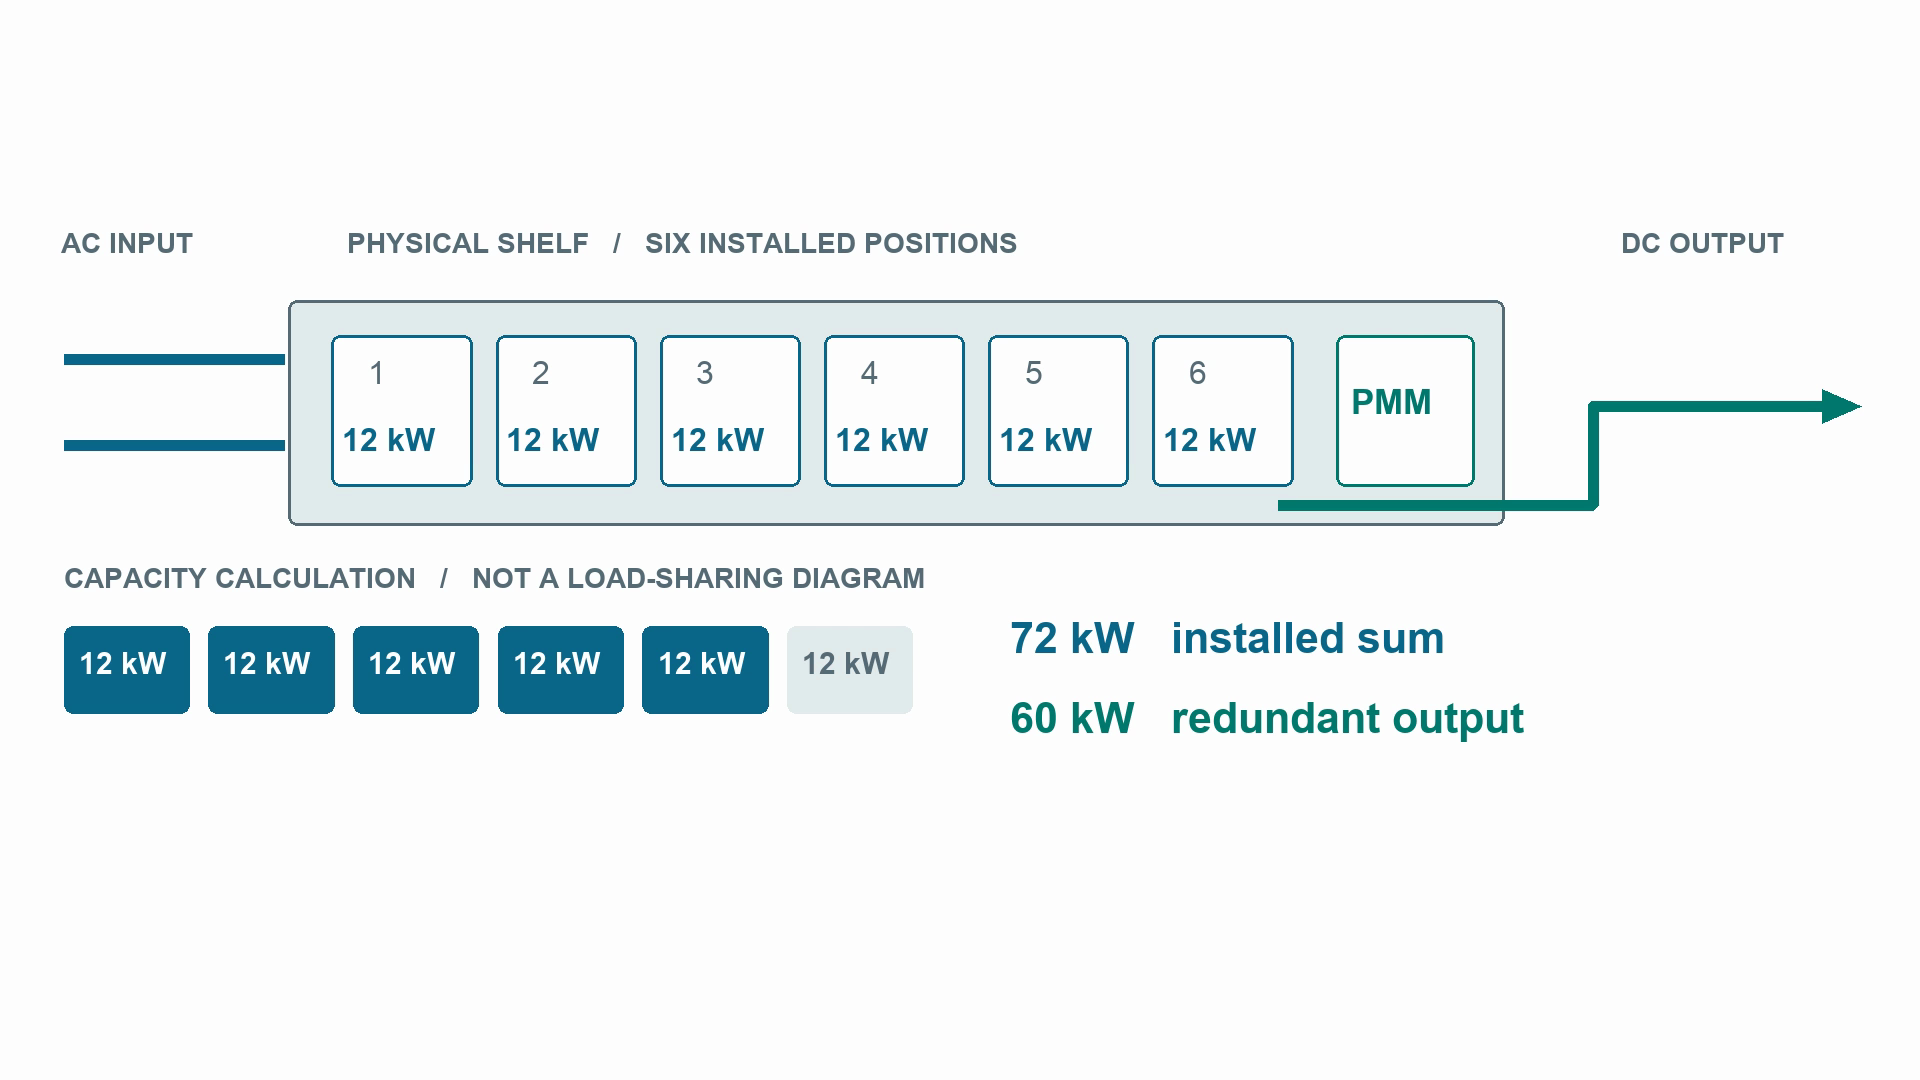 AC INPUT
PHYSICAL SHELF / SIX INSTALLED POSITIONS
DC OUTPUT
1
2
3
4
5
6
12 kW
12 kW
12 kW
12 kW
12 kW
12 kW
PMM
CAPACITY CALCULATION / NOT A LOAD-SHARING DIAGRAM
12 kW
12 kW
12 kW
12 kW
12 kW
12 kW
72 kW installed sum
60 kW redundant output